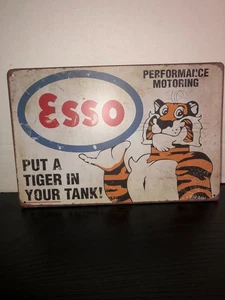 PERFORMANCE
MOTORING
Esso
PUT A
TIGER IN
YOUR TANK!